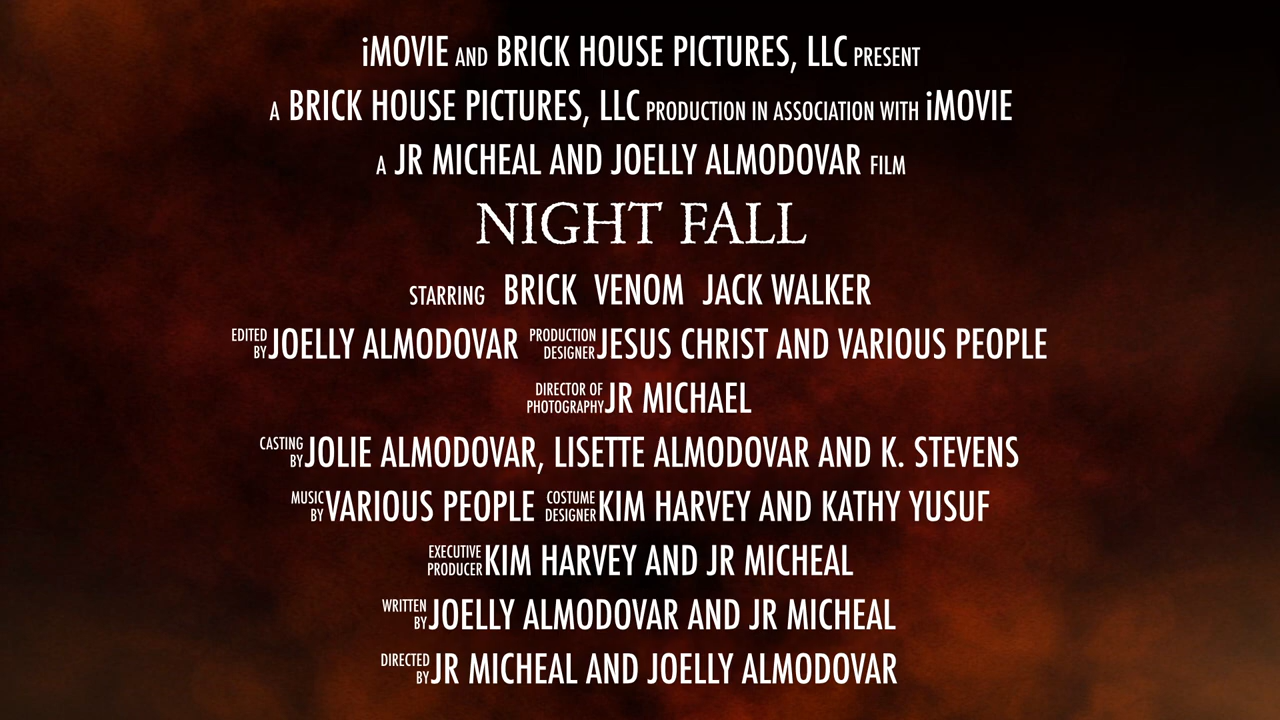 iMOVIE AND BRICK HOUSE PICTURES, LLC PRESENT
A BRICK HOUSE PICTURES, LLC PRODUCTION IN ASSOCIATION WITH iMOVIE
A JR MICHEAL AND JOELLY ALMODOVAR FILM
NIGHT FALL
STARRING BRICK VENOM JACK WALKER
EDITED BY JOELLY ALMODOVAR PRODUCTION DESIGNER JESUS CHRIST AND VARIOUS PEOPLE
DIRECTOR OF PHOTOGRAPHY JR MICHAEL
CASTING BY JOLIE ALMODOVAR, LISETTE ALMODOVAR AND K. STEVENS
MUSIC BY VARIOUS PEOPLE COSTUME DESIGNER KIM HARVEY AND KATHY YUSUF
EXECUTIVE PRODUCER KIM HARVEY AND JR MICHEAL
WRITTEN BY JOELLY ALMODOVAR AND JR MICHEAL
DIRECTED BY JR MICHEAL AND JOELLY ALMODOVAR